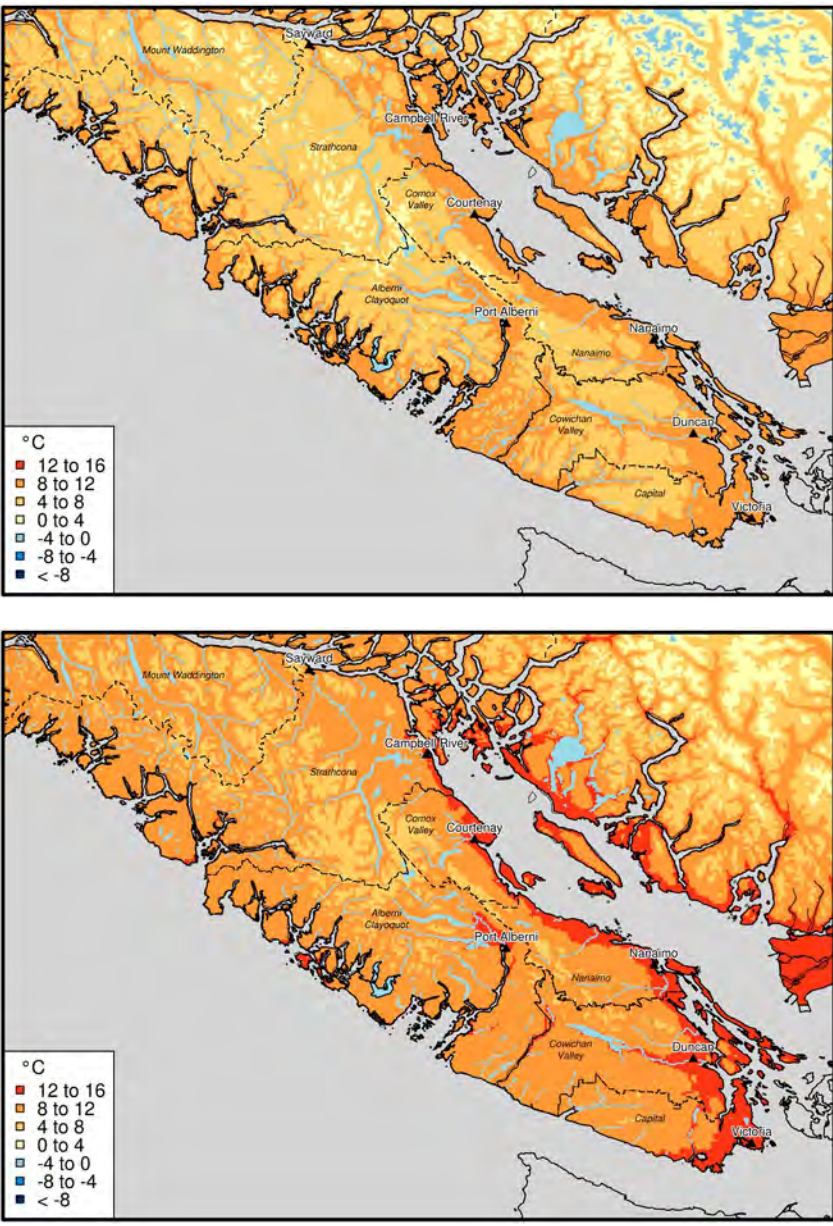 Sayward
Mount Waddington
Campbell River
Strathcona
Comox
Valley
Courtenay
Alberni
Clayoquot
Port Alberni
Nanaimo
Nanaimo
Cowichan
Valley
Duncan
Capital
Victoria
°C
12 to 16
8 to 12
4 to 8
0 to 4
-4 to 0
-8 to -4
< -8
Sayward
Mount Waddington
Campbell River
Strathcona
Comox
Valley
Courtenay
Alberni
Clayoquot
Port Alberni
Nanaimo
Nanaimo
Cowichan
Valley
Duncan
Capital
Victoria
°C
12 to 16
8 to 12
4 to 8
0 to 4
-4 to 0
-8 to -4
< -8